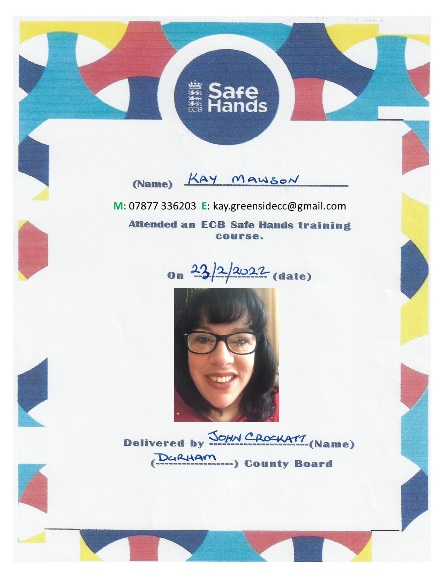 ECB
Safe
Hands
(Name) KAY MAWSON
M: 07877 336203 E: kay.greensidecc@gmail.com
Attended an ECB Safe Hands training
course.
On 23/2/2022 (date)
Delivered by JOHN CROCKATT (Name)
(DURHAM) County Board